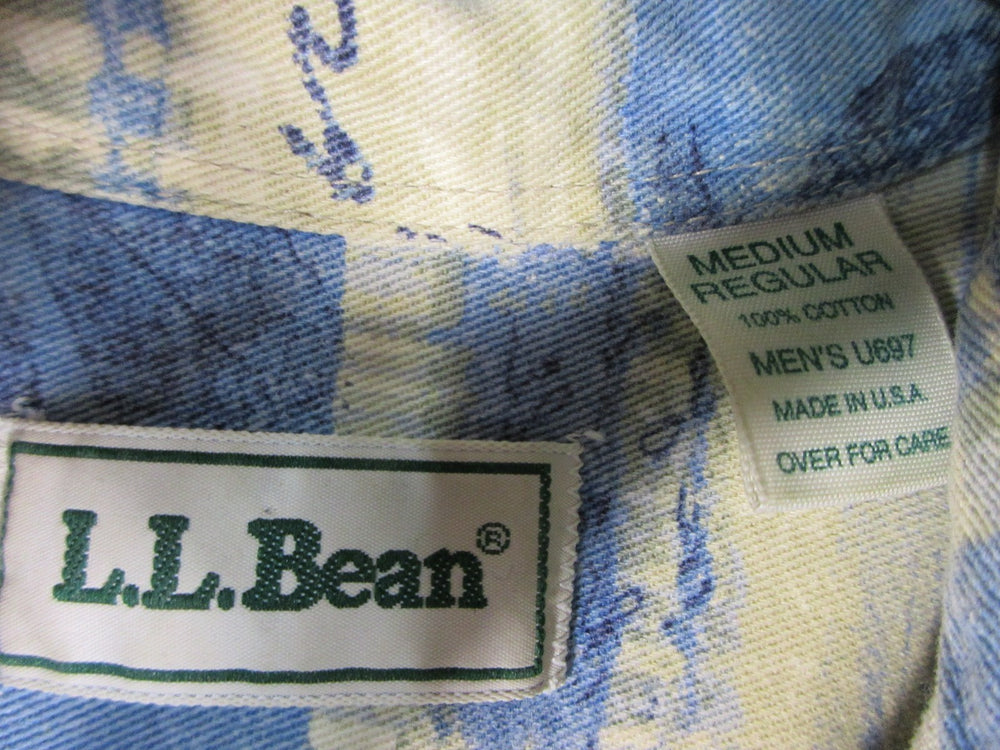 MEDIUM
REGULAR
100% COTTON
MEN'S U697
MADE IN U.S.A.
OVER FOR CARE
L.L.Bean®